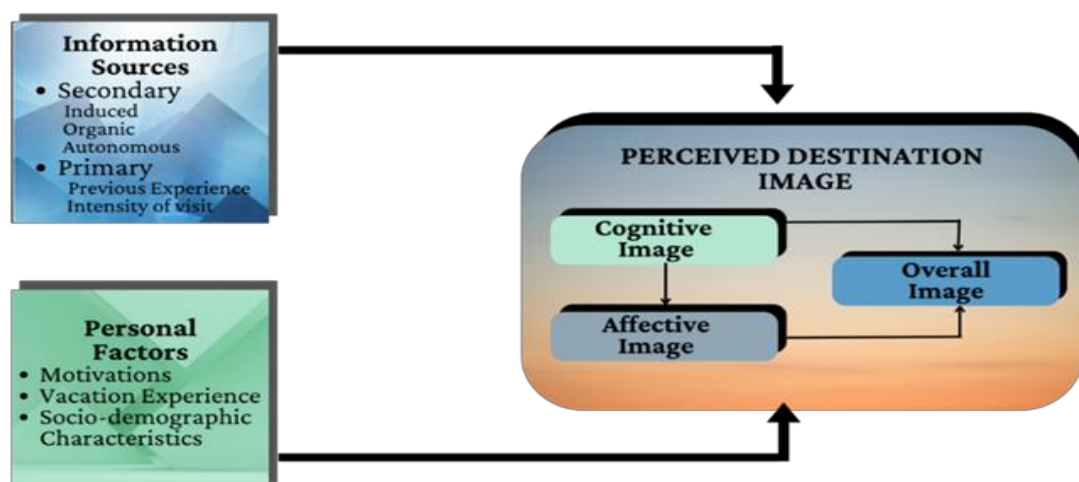 Information
Sources
• Secondary
Induced
Organic
Autonomous
• Primary
Previous Experience
Intensity of visit
Personal
Factors
• Motivations
• Vacation Experience
• Socio-demographic
Characteristics
PERCEIVED DESTINATION
IMAGE
Cognitive
Image
Affective
Image
Overall
Image